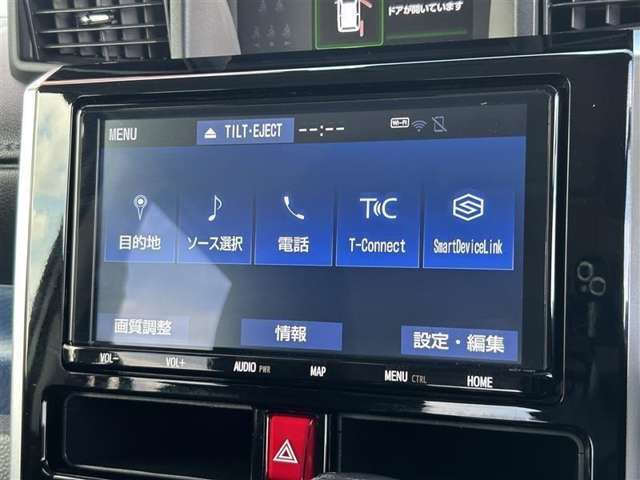 ドアが開いています
MENU
TILT·EJECT
--:--
Wi-Fi
目的地
ソース選択
電話
T-Connect
SmartDeviceLink
画質調整
情報
設定・編集
VOL-
VOL+
AUDIO PWR
MAP
MENU CTRL
HOME